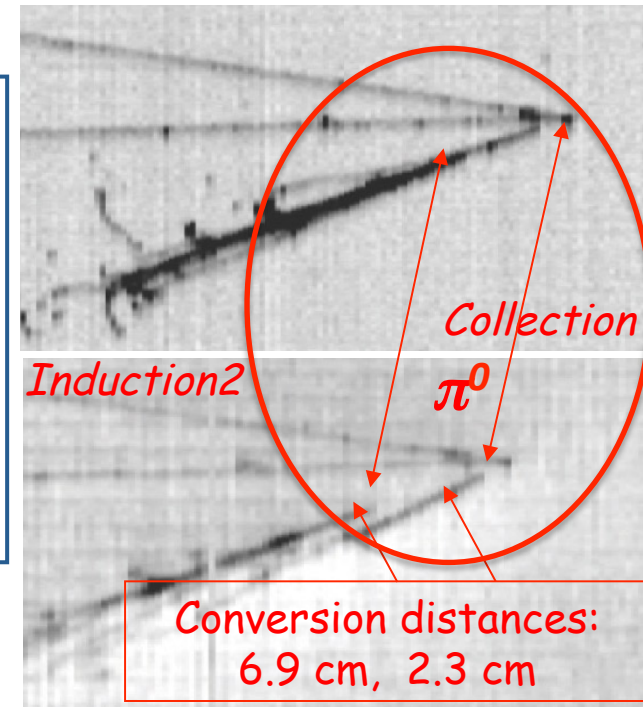 Collection
Induction2
π⁰
Conversion distances:
6.9 cm, 2.3 cm